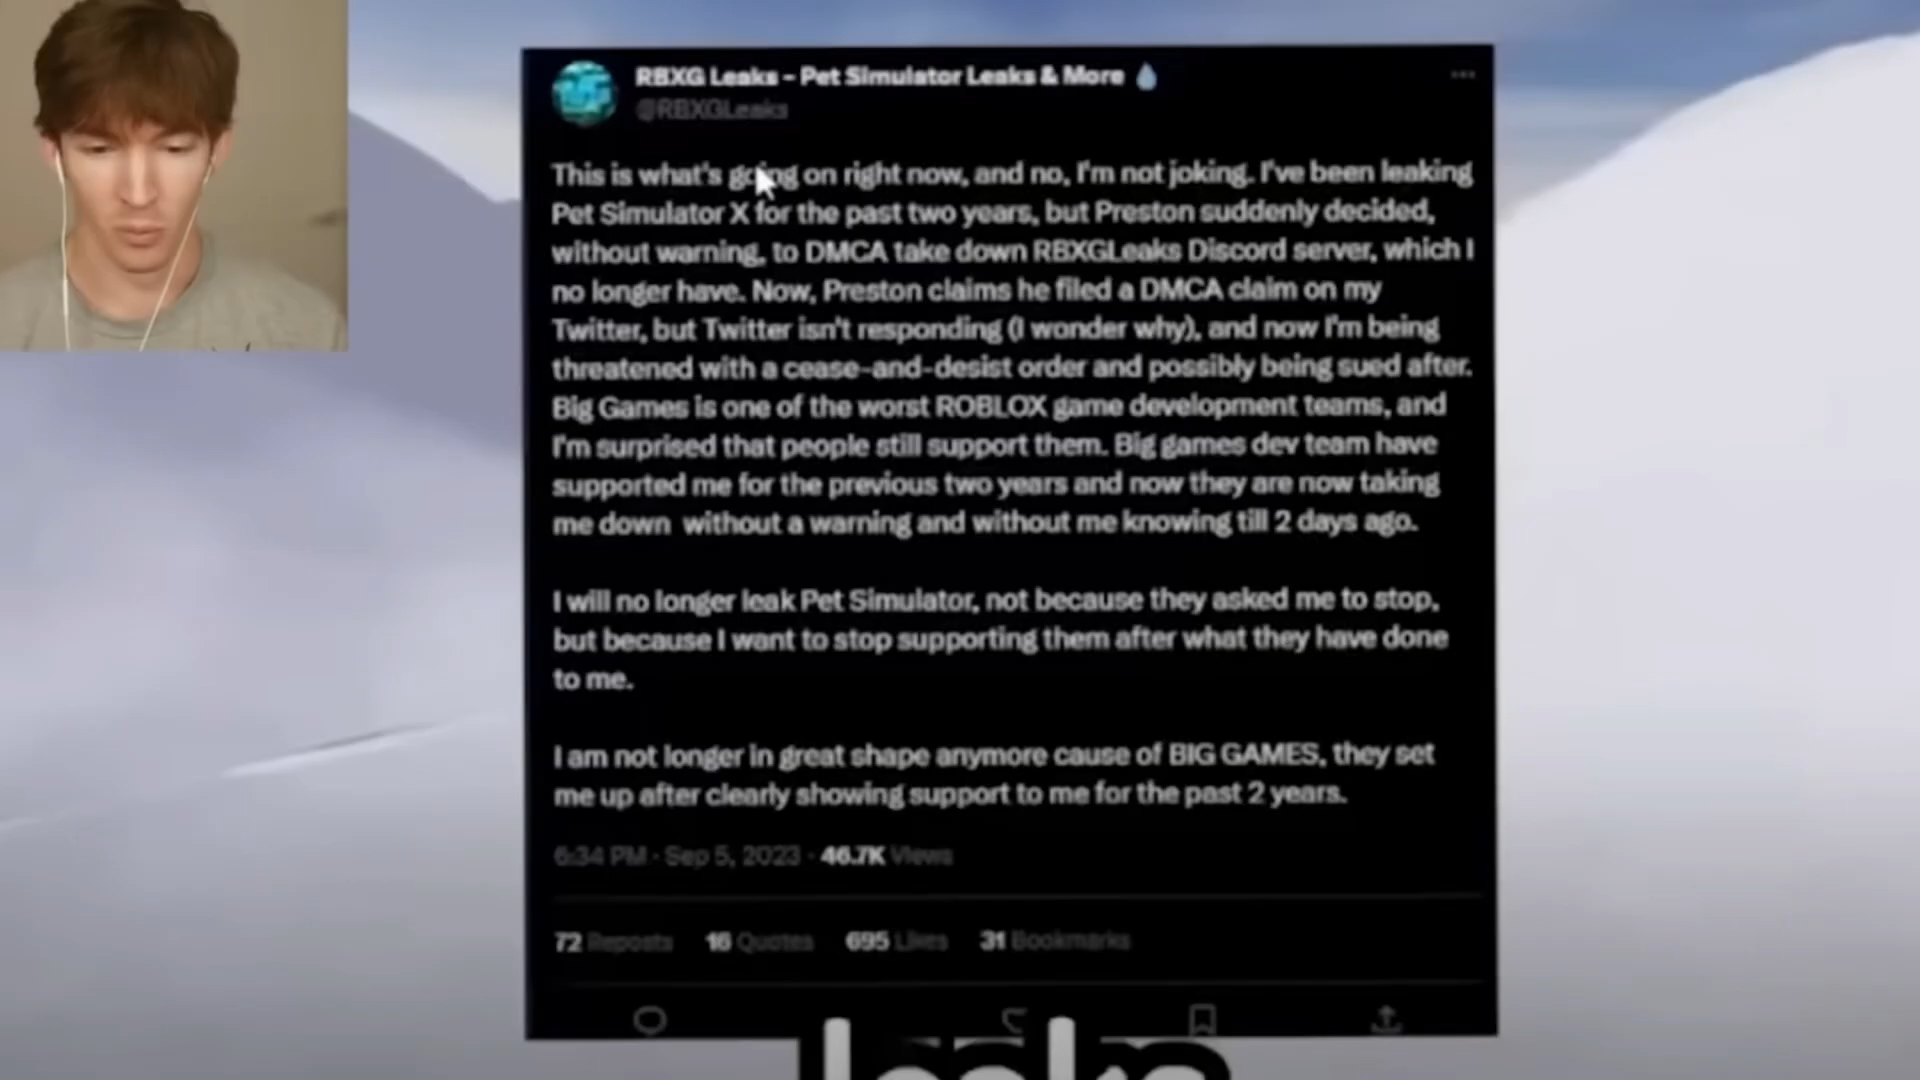 RBXG Leaks - Pet Simulator Leaks & More
@RBXGLeaks
This is what's going on right now, and no, I'm not joking. I've been leaking
Pet Simulator X for the past two years, but Preston suddenly decided,
without warning, to DMCA take down RBXGLeaks Discord server, which I
no longer have. Now, Preston claims he filed a DMCA claim on my
Twitter, but Twitter isn't responding (I wonder why), and now I'm being
threatened with a cease-and-desist order and possibly being sued after.
Big Games is one of the worst ROBLOX game development teams, and
I'm surprised that people still support them. Big games dev team have
supported me for the previous two years and now they are now taking
me down  without a warning and without me knowing till 2 days ago.
I will no longer leak Pet Simulator, not because they asked me to stop,
but because I want to stop supporting them after what they have done
to me.
I am not longer in great shape anymore cause of BIG GAMES, they set
me up after clearly showing support to me for the past 2 years.
6:34 PM · Sep 5, 2023 · 46.7K Views
72 Reposts 16 Quotes 695 Likes 31 Bookmarks
leaks